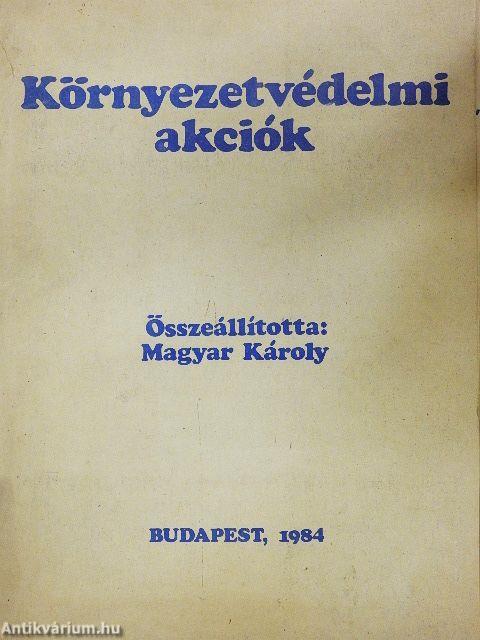 Környezetvédelmi
akciók
Összeállította:
Magyar Károly
BUDAPEST, 1984
Antikvárium.hu